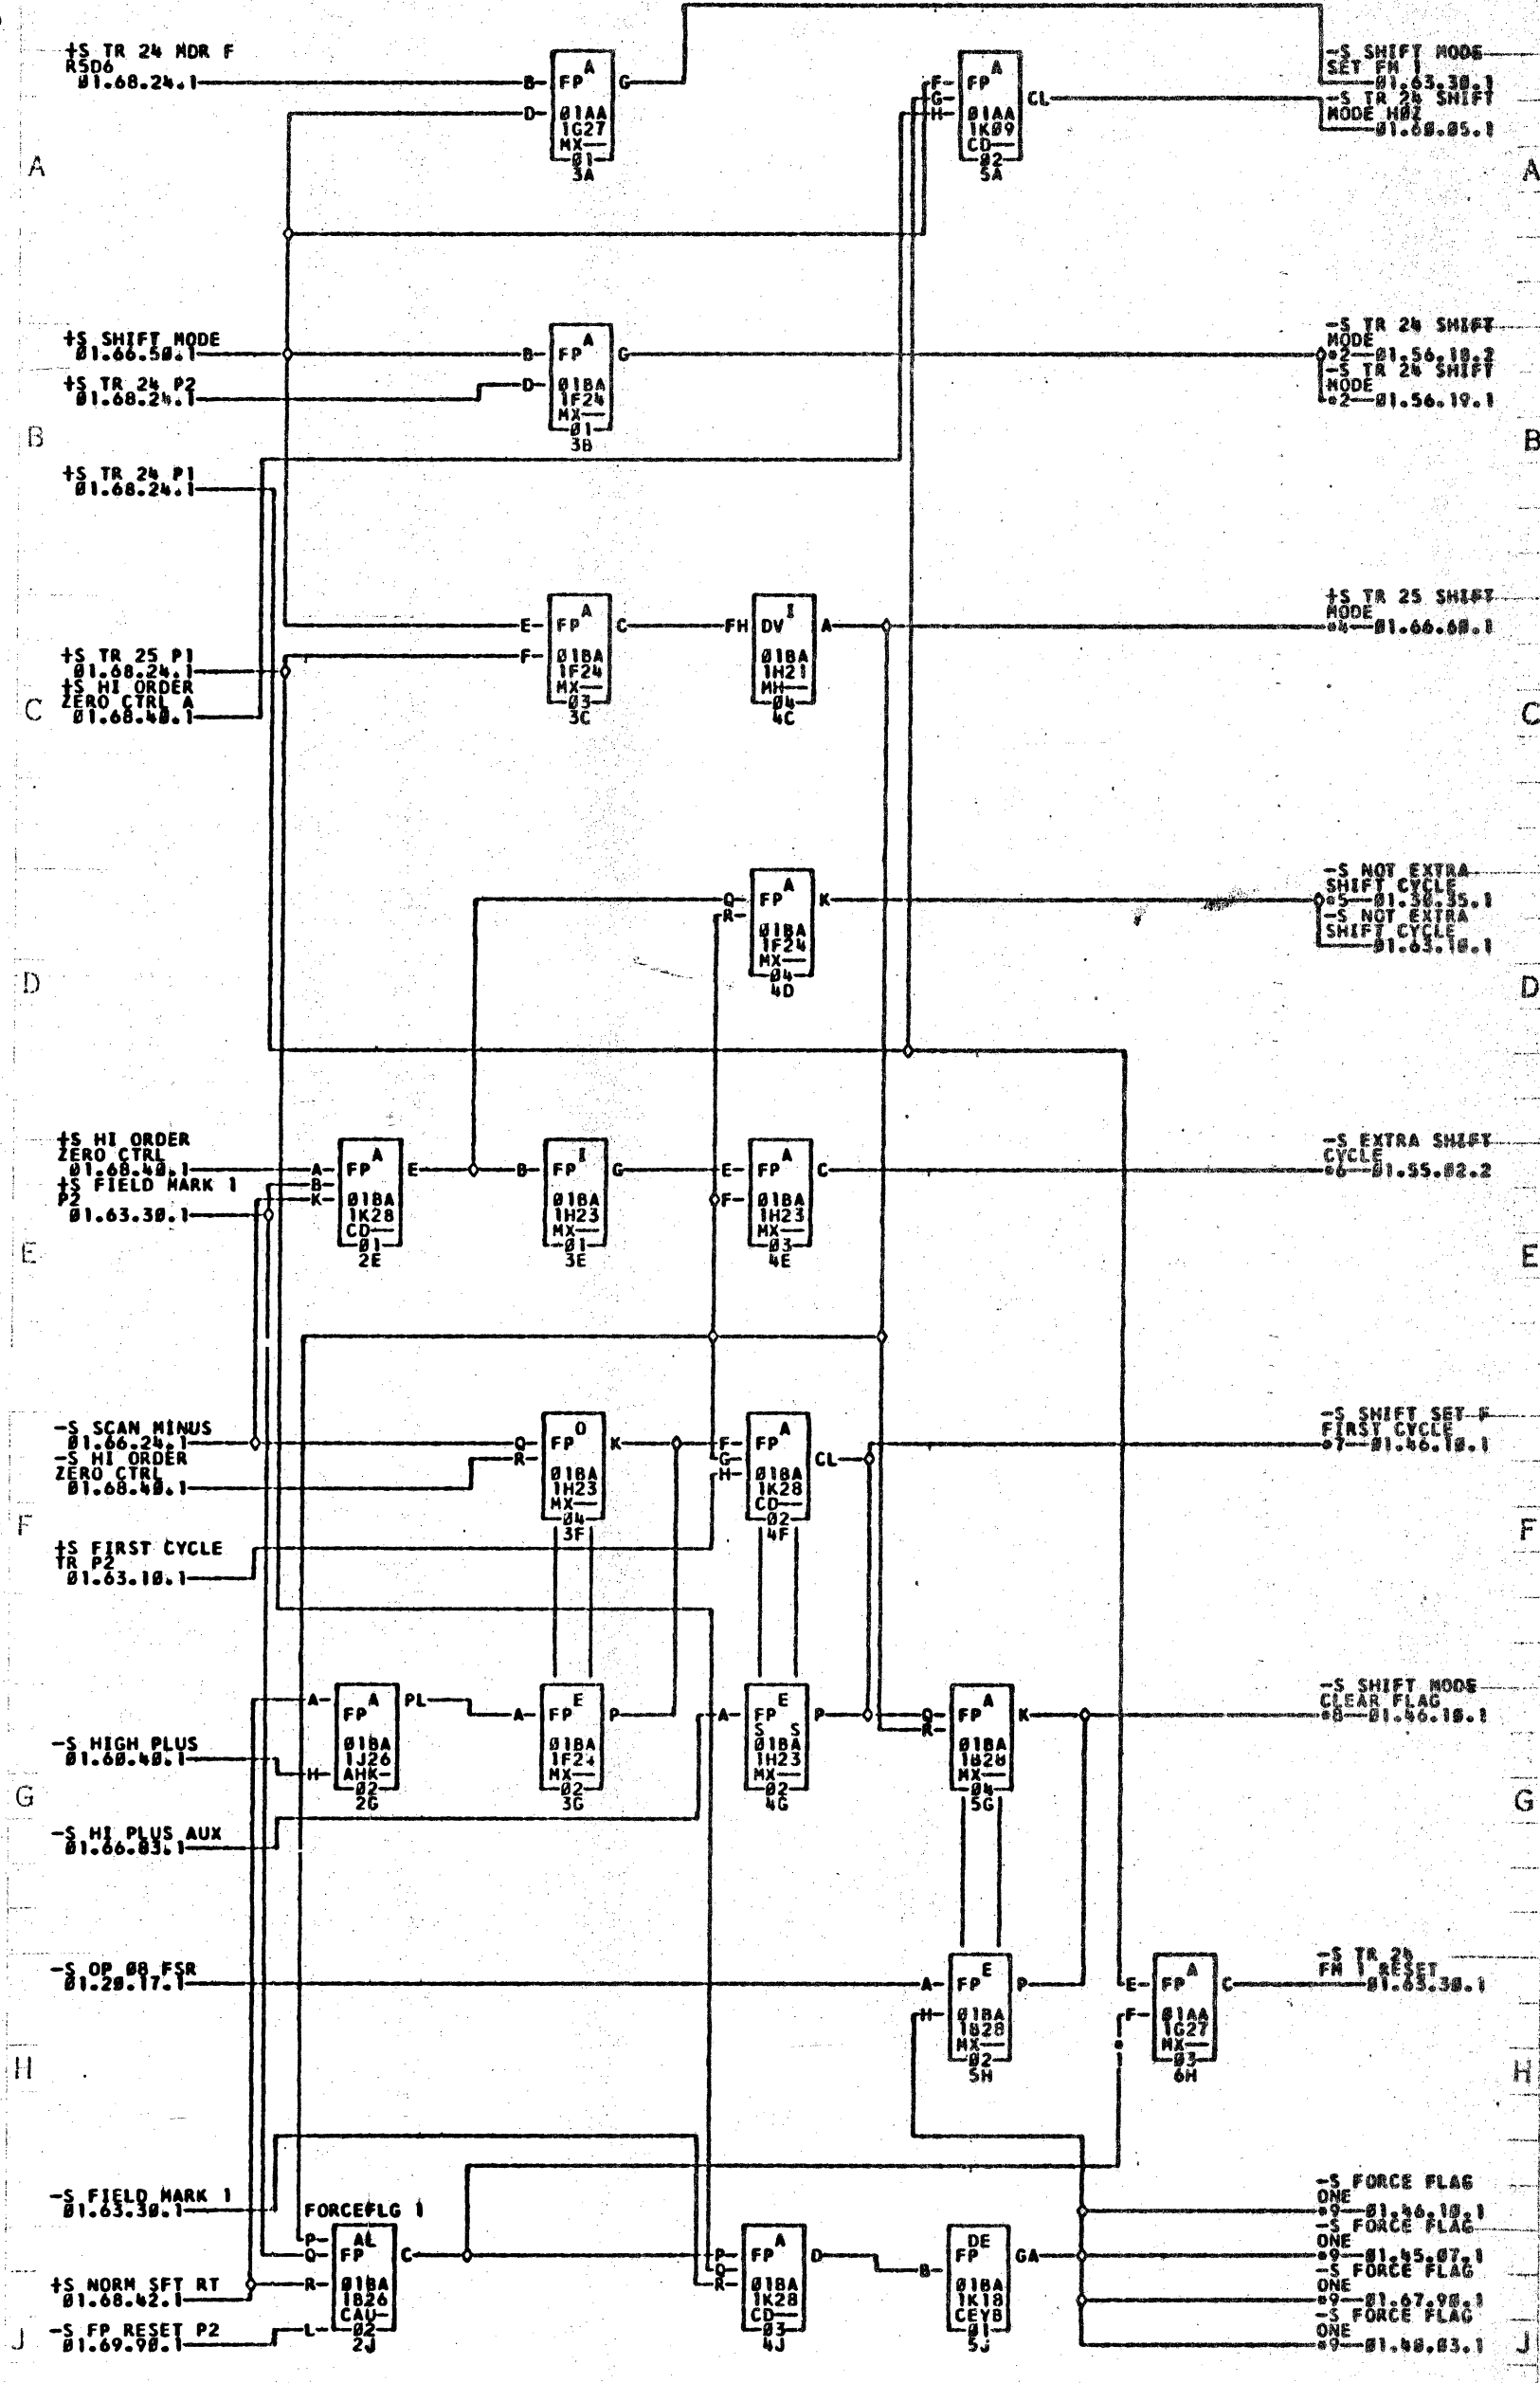 +S TR 24 MDR F
R5D6
01.68.24.1
B
D
A
FP
01AA
1G27
MX
01
3A
G
F
G
H
A
FP
01AA
1K09
CD
02
5A
CL
-S SHIFT MODE
SET FM 1
01.63.30.1
-S TR 24 SHIFT
MODE H02
01.60.05.1
A
A
+S SHIFT MODE
01.66.50.1
+S TR 24 P2
01.68.24.1
B
D
A
FP
01BA
1F24
MX
01
3B
G
-S TR 24 SHIFT
MODE
*2 01.56.18.2
-S TR 24 SHIFT
MODE
*2 01.56.19.1
B
B
+S TR 24 P1
01.68.24.1
+S TR 25 P1
01.68.24.1
+S HI ORDER
ZERO CTRL A
01.68.40.1
E
F
A
FP
01BA
1F24
MX
03
3C
C
FH
I
DV
01BA
1H21
MH
04
4C
A
+S TR 25 SHIFT
MODE
*4 01.66.60.1
C
C
Q
R
A
FP
01BA
1F24
MX
04
4D
K
-S NOT EXTRA
SHIFT CYCLE
*5 01.30.35.1
-S NOT EXTRA
SHIFT CYCLE
01.63.10.1
D
D
+S HI ORDER
ZERO CTRL
01.68.40.1
+S FIELD MARK 1
P2
01.63.30.1
A
B
K
A
FP
01BA
1K28
CD
01
2E
E
B
I
FP
01BA
1H23
MX
01
3E
G
E
F
A
FP
01BA
1H23
MX
03
4E
C
-S EXTRA SHIFT
CYCLE
*6 01.55.02.2
E
E
-S SCAN MINUS
01.66.24.1
-S HI ORDER
ZERO CTRL
01.68.40.1
Q
R
O
FP
01BA
1H23
MX
04
3F
K
F
G
H
A
FP
01BA
1K28
CD
02
4F
CL
-S SHIFT SET F
FIRST CYCLE
*7 01.46.10.1
F
F
+S FIRST CYCLE
TR P2
01.63.10.1
A
H
A
FP
01BA
1J26
AHK
02
2G
PL
A
E
FP
01BA
1F24
MX
02
3G
P
A
E
FP
S S
01BA
1H23
MX
02
4G
P
Q
R
A
FP
01BA
1B28
MX
04
5G
K
-S SHIFT MODE
CLEAR FLAG
*8 01.46.10.1
-S HIGH PLUS
01.60.40.1
G
G
-S HI PLUS AUX
01.66.83.1
-S OP 08 FSR
01.20.17.1
A
H
E
FP
01BA
1B28
MX
02
5H
P
E
F
*
1
A
FP
01AA
1G27
MX
03
6H
C
-S TR 24
FM 1 RESET
01.63.30.1
H
H
-S FIELD MARK 1
01.63.30.1
FORCEFLG 1
+S NORM SFT RT
01.68.42.1
-S FP RESET P2
01.69.90.1
P
Q
R
L
AL
FP
01BA
1B26
CAU
02
2J
C
P
Q
R
A
FP
01BA
1K28
CD
03
4J
D
B
DE
FP
01BA
1K18
CEYB
01
5J
GA
-S FORCE FLAG
ONE
*9 01.46.10.1
-S FORCE FLAG
ONE
*9 01.45.07.1
-S FORCE FLAG
ONE
*9 01.67.90.1
-S FORCE FLAG
ONE
*9 01.40.03.1
J
J